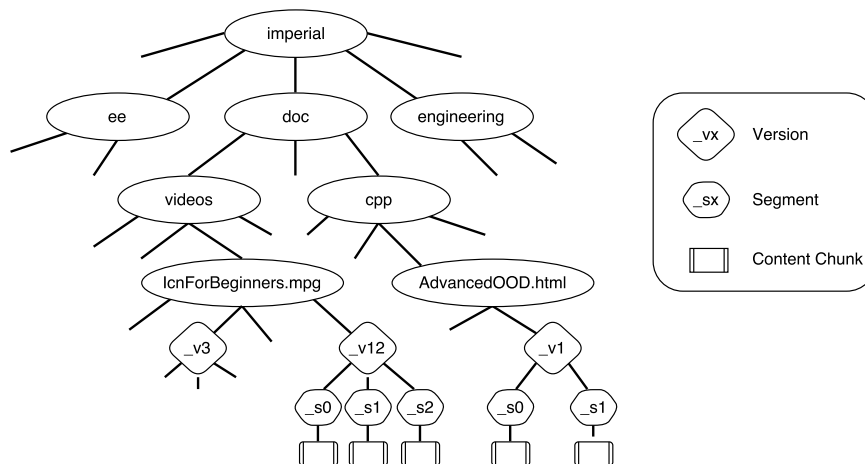 imperial
ee
doc
engineering
videos
cpp
IcnForBeginners.mpg
AdvancedOOD.html
_v3
_v12
_v1
_s0
_s1
_s2
_s0
_s1
_vx
Version
_sx
Segment
Content Chunk